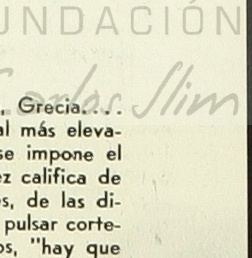 FUNDACIÓN
Carlos Slim
, Grecia....
al más eleva-
se impone el
ez califica de
s, de las di-
pulsar corte-
os, "hay que